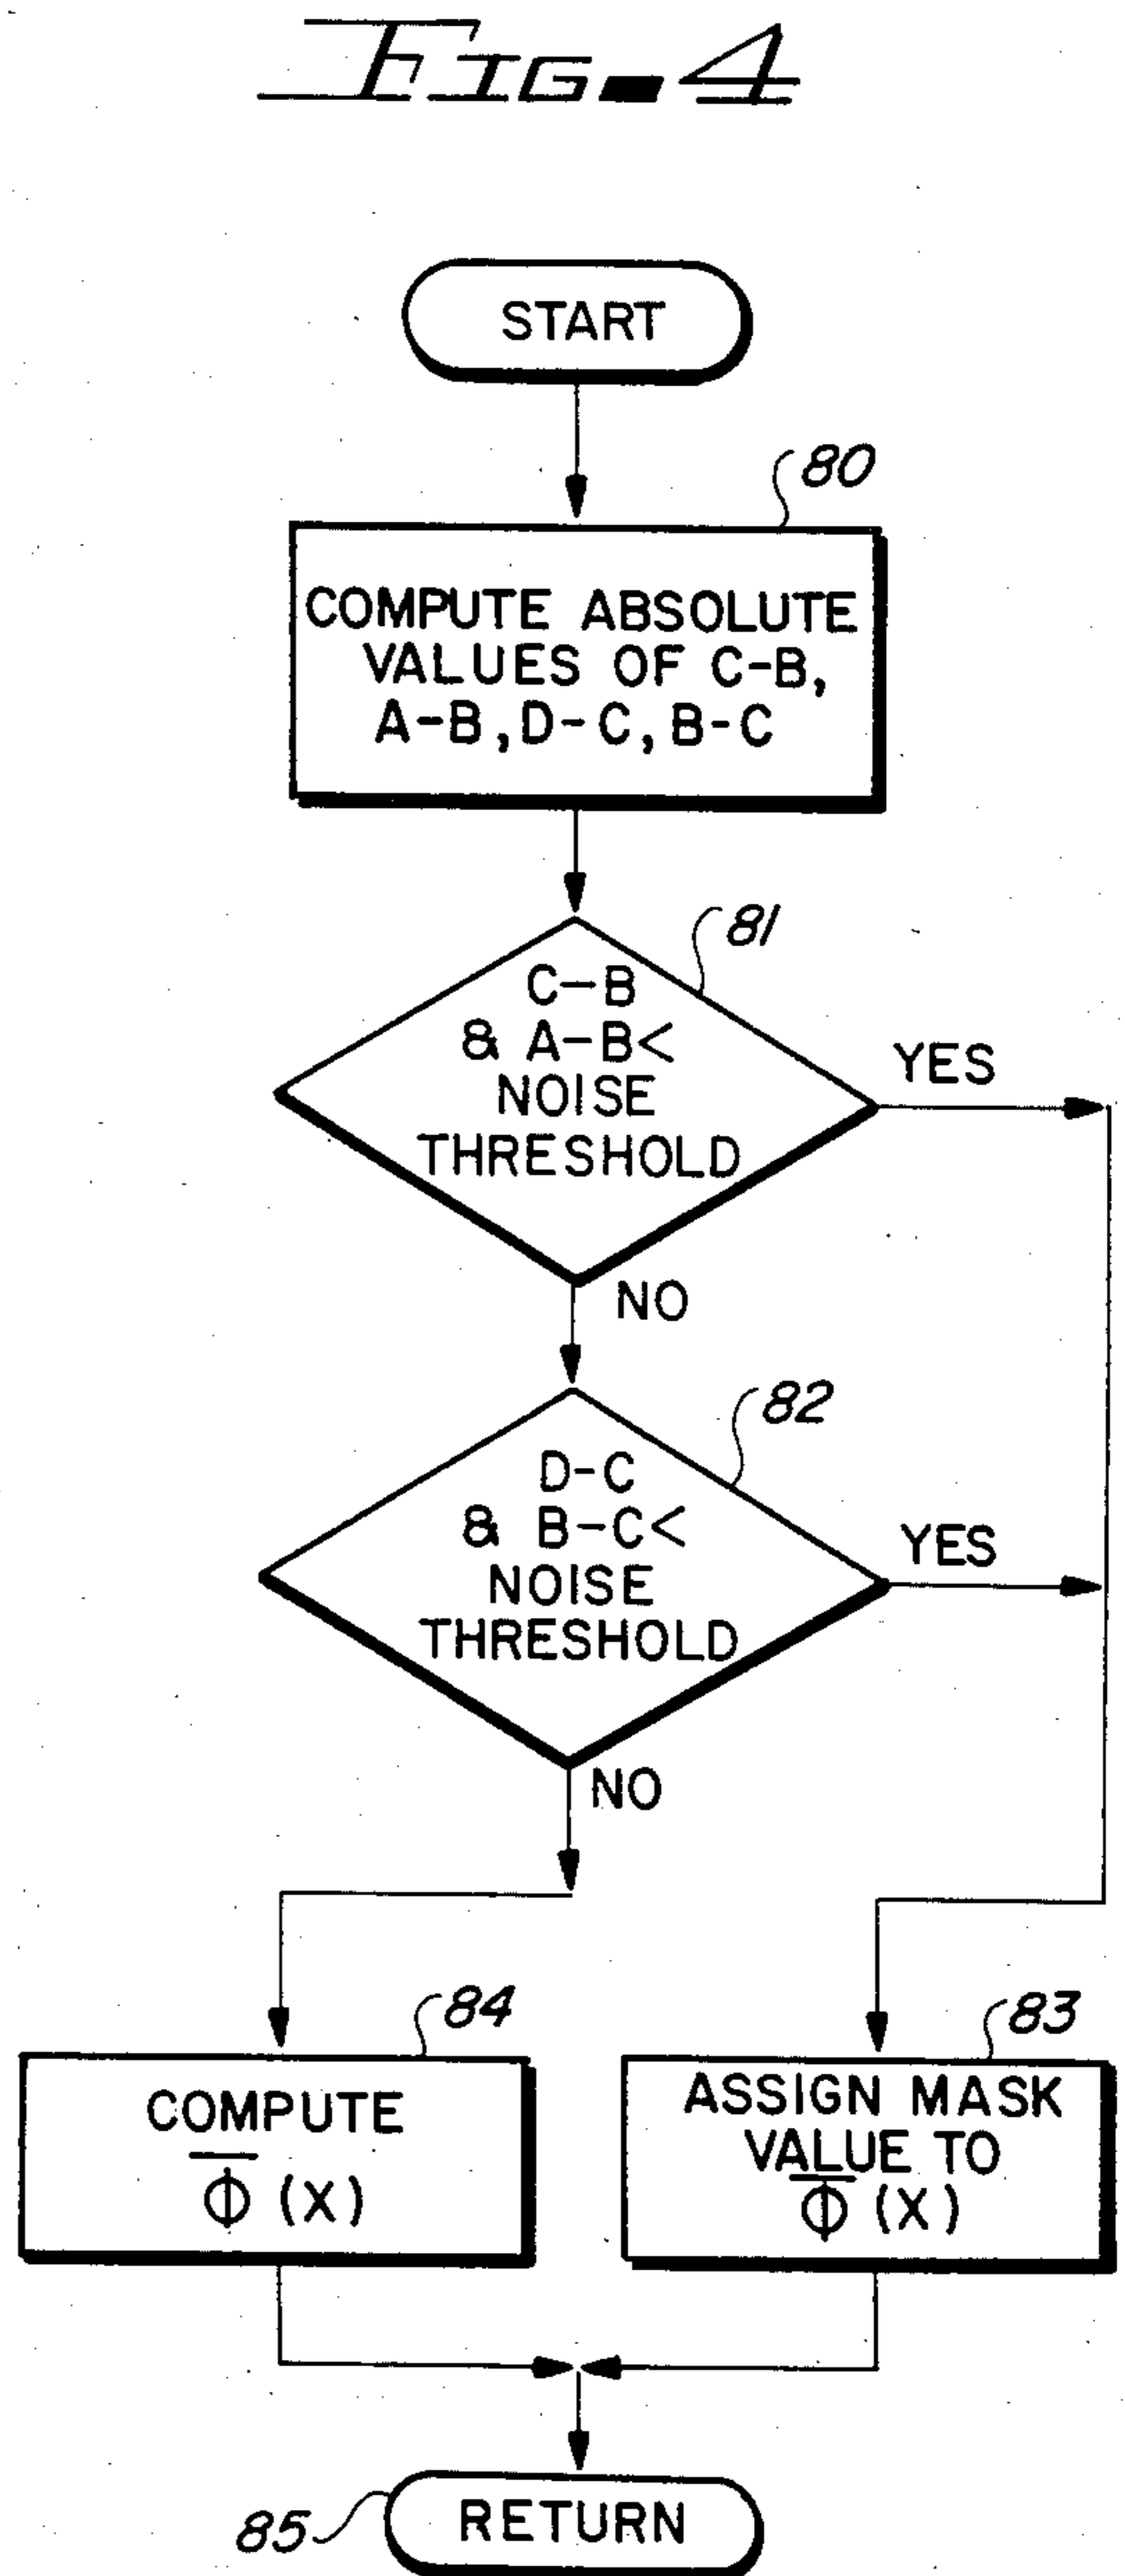 FIG. 4
START
80
COMPUTE ABSOLUTE
VALUES OF C-B,
A-B, D-C, B-C
81
C-B
& A-B<
NOISE
THRESHOLD
YES
NO
82
D-C
& B-C<
NOISE
THRESHOLD
YES
NO
84
COMPUTE
Φ̅ (X)
83
ASSIGN MASK
VALUE TO
Φ̅ (X)
85
RETURN